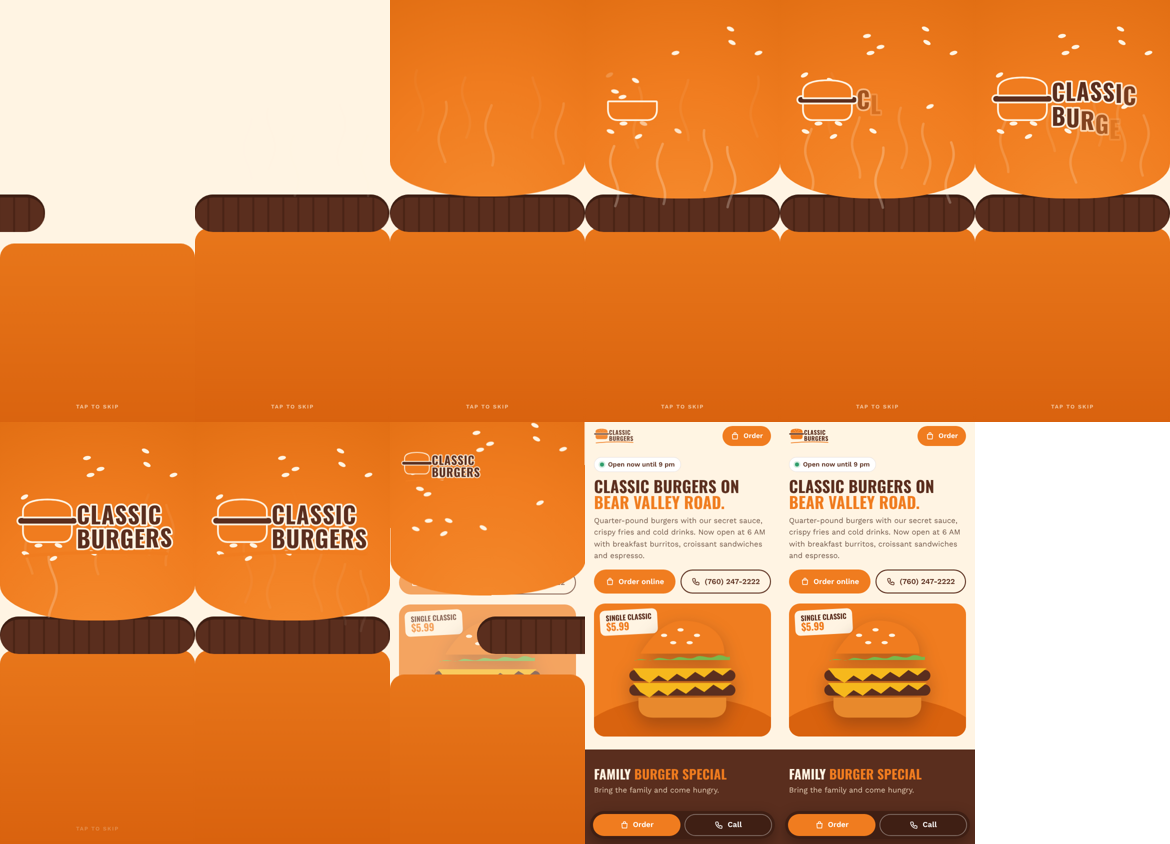 TAP TO SKIP
TAP TO SKIP
TAP TO SKIP
TAP TO SKIP
CL
TAP TO SKIP
CLASSIC
BURGE
TAP TO SKIP
CLASSIC
BURGERS
TAP TO SKIP
CLASSIC
BURGERS
CLASSIC
BURGERS
SINGLE CLASSIC
$5.99
CLASSIC
BURGERS
Order
Open now until 9 pm
CLASSIC BURGERS ON
BEAR VALLEY ROAD.
Quarter-pound burgers with our secret sauce,
crispy fries and cold drinks. Now open at 6 AM
with breakfast burritos, croissant sandwiches
and espresso.
Order online
(760) 247-2222
SINGLE CLASSIC
$5.99
FAMILY BURGER SPECIAL
Bring the family and come hungry.
Order
Call
CLASSIC
BURGERS
Order
Open now until 9 pm
CLASSIC BURGERS ON
BEAR VALLEY ROAD.
Quarter-pound burgers with our secret sauce,
crispy fries and cold drinks. Now open at 6 AM
with breakfast burritos, croissant sandwiches
and espresso.
Order online
(760) 247-2222
SINGLE CLASSIC
$5.99
FAMILY BURGER SPECIAL
Bring the family and come hungry.
Order
Call